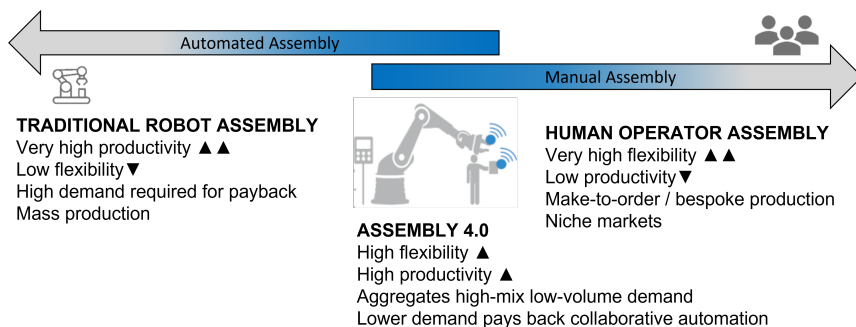 Automated Assembly
Manual Assembly
TRADITIONAL ROBOT ASSEMBLY
Very high productivity ▲▲
Low flexibility▼
High demand required for payback
Mass production
ASSEMBLY 4.0
High flexibility ▲
High productivity ▲
Aggregates high-mix low-volume demand
Lower demand pays back collaborative automation
HUMAN OPERATOR ASSEMBLY
Very high flexibility ▲▲
Low productivity▼
Make-to-order / bespoke production
Niche markets